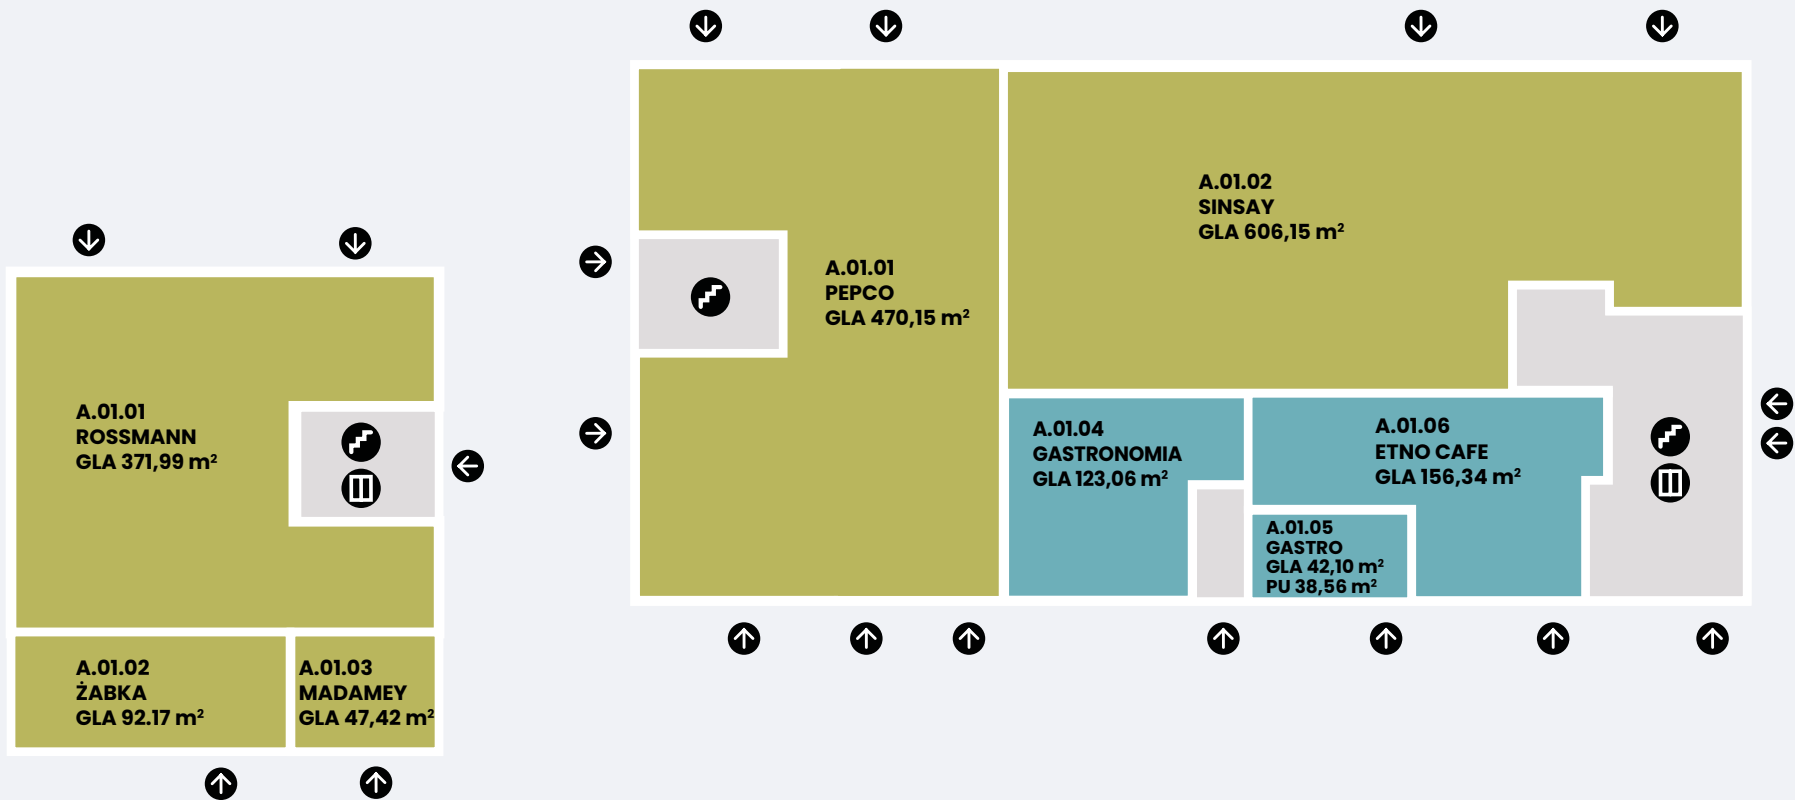 A.01.01
ROSSMANN
GLA 371,99 m²
A.01.02
ŻABKA
GLA 92.17 m²
A.01.03
MADAMEY
GLA 47,42 m²
A.01.01
PEPCO
GLA 470,15 m²
A.01.02
SINSAY
GLA 606,15 m²
A.01.04
GASTRONOMIA
GLA 123,06 m²
A.01.06
ETNO CAFE
GLA 156,34 m²
A.01.05
GASTRO
GLA 42,10 m²
PU 38,56 m²